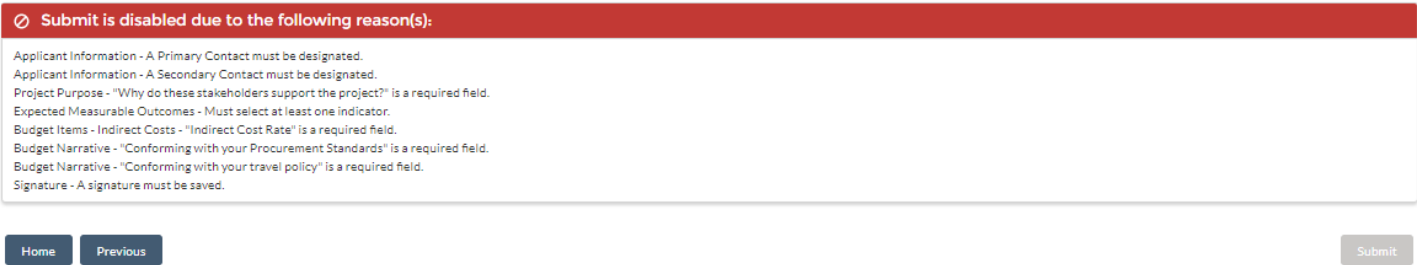 Submit is disabled due to the following reason(s):
Applicant Information - A Primary Contact must be designated.
Applicant Information - A Secondary Contact must be designated.
Project Purpose - "Why do these stakeholders support the project?" is a required field.
Expected Measurable Outcomes - Must select at least one indicator.
Budget Items - Indirect Costs - "Indirect Cost Rate" is a required field.
Budget Narrative - "Conforming with your Procurement Standards" is a required field.
Budget Narrative - "Conforming with your travel policy" is a required field.
Signature - A signature must be saved.
Home Previous Submit